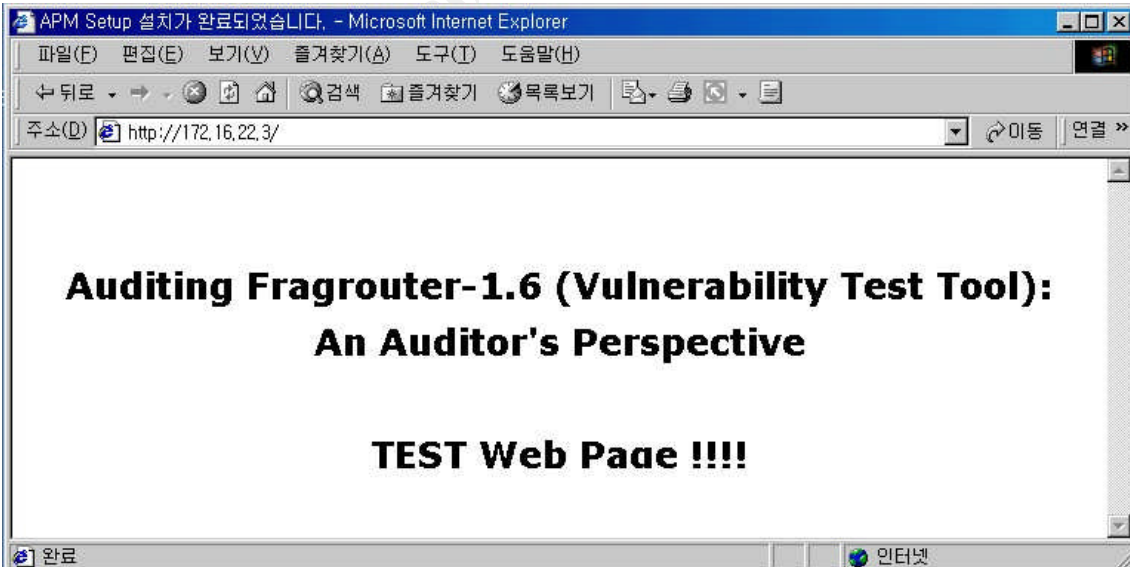 APM Setup 설치가 완료되었습니다. - Microsoft Internet Explorer
파일(F) 편집(E) 보기(V) 즐겨찾기(A) 도구(T) 도움말(H)
뒤로 검색 즐겨찾기 목록보기
주소(D) http://172.16.22.3/ 이동 연결 »
Auditing Fragrouter-1.6 (Vulnerability Test Tool):
An Auditor's Perspective
TEST Web Page !!!!
완료 인터넷